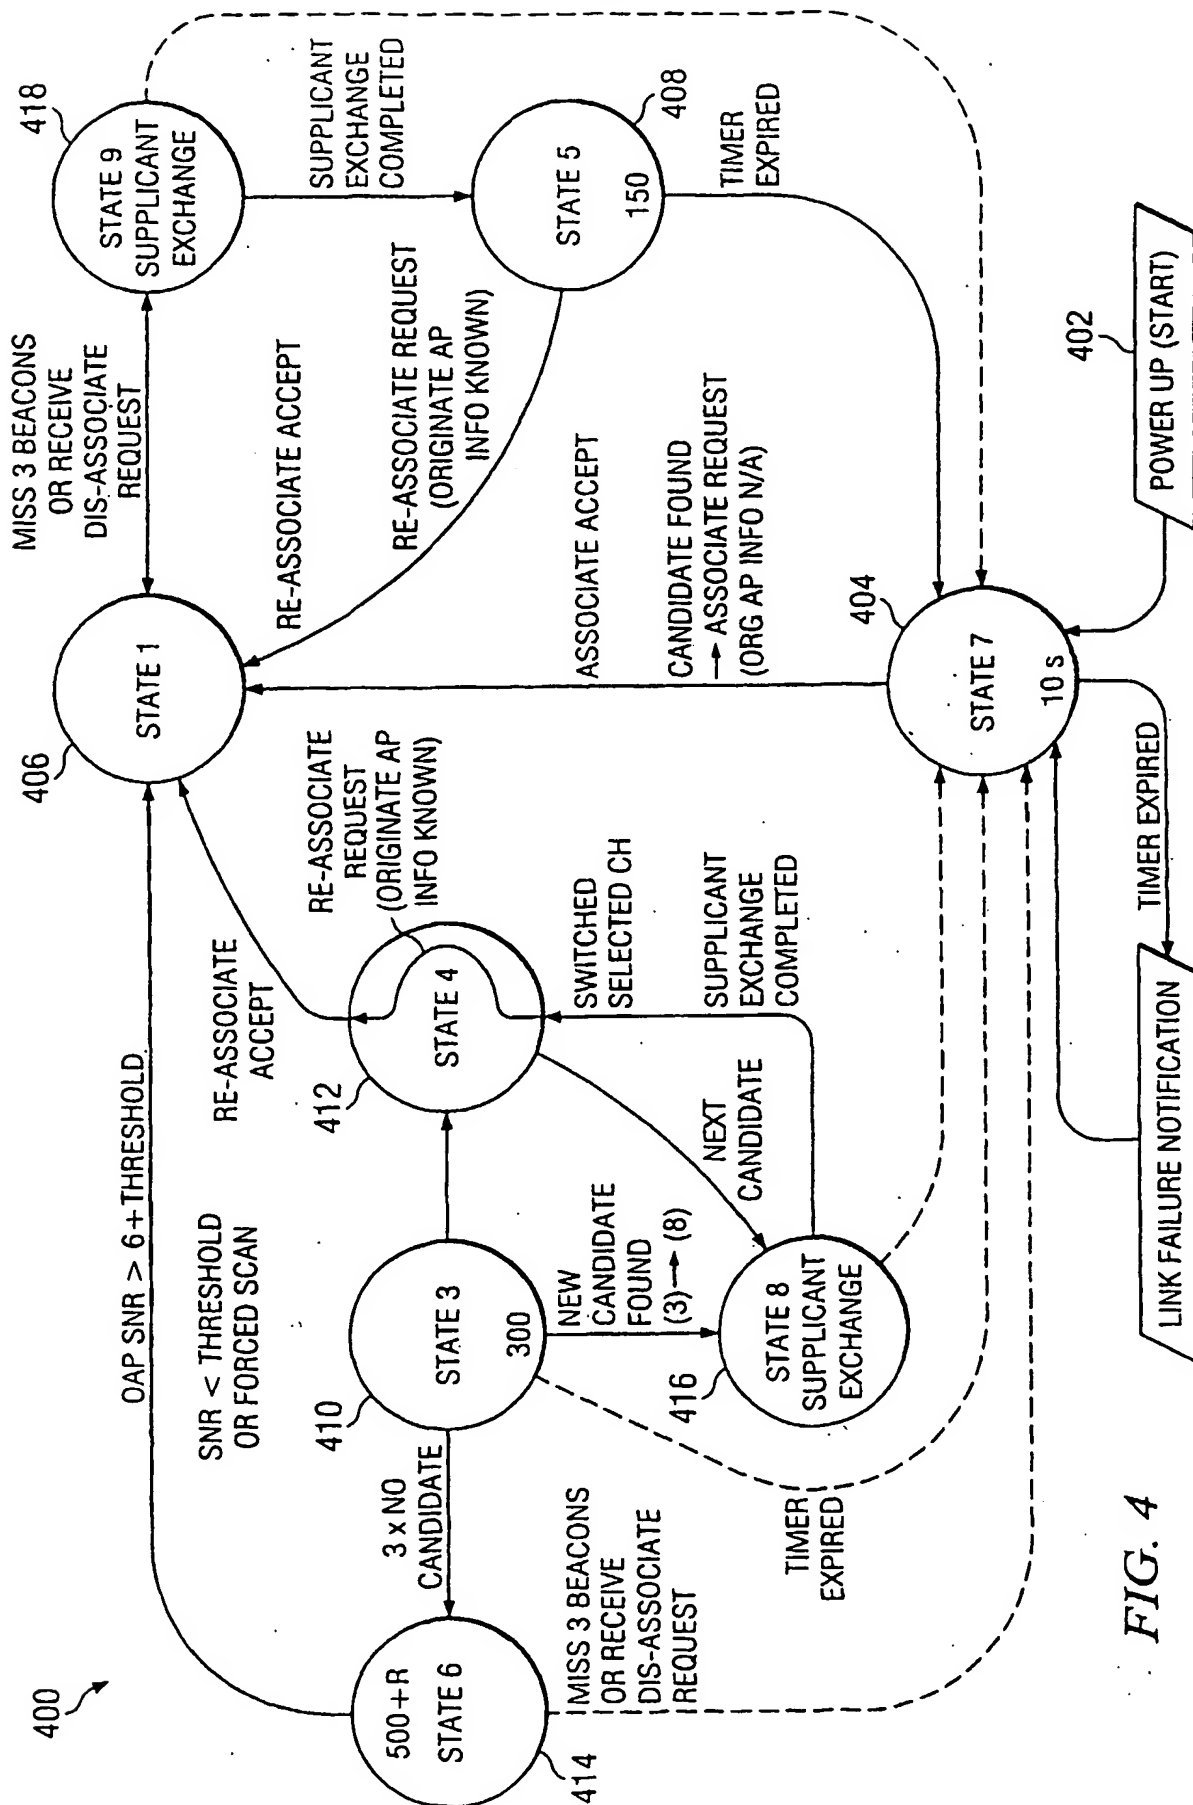 400
OAP SNR > 6+THRESHOLD
406
STATE 1
MISS 3 BEACONS
OR RECEIVE
DIS-ASSOCIATE
REQUEST
418
STATE 9
SUPPLICANT
EXCHANGE
SNR < THRESHOLD
OR FORCED SCAN
RE-ASSOCIATE
ACCEPT
RE-ASSOCIATE ACCEPT
SUPPLICANT
EXCHANGE
COMPLETED
414
500+R
STATE 6
3 x NO
CANDIDATE
410
STATE 3
300
412
STATE 4
RE-ASSOCIATE
REQUEST
(ORIGINATE AP
INFO KNOWN)
RE-ASSOCIATE REQUEST
(ORIGINATE AP
INFO KNOWN)
STATE 5
150
408
MISS 3 BEACONS
OR RECEIVE
DIS-ASSOCIATE
REQUEST
NEW
CANDIDATE
FOUND
(3) → (8)
NEXT
CANDIDATE
SWITCHED
SELECTED CH
SUPPLICANT
EXCHANGE
COMPLETED
ASSOCIATE ACCEPT
CANDIDATE FOUND
→ ASSOCIATE REQUEST
(ORG AP INFO N/A)
TIMER
EXPIRED
416
STATE 8
SUPPLICANT
EXCHANGE
TIMER
EXPIRED
404
STATE 7
10 s
TIMER EXPIRED
402
LINK FAILURE NOTIFICATION
POWER UP (START)
FIG. 4